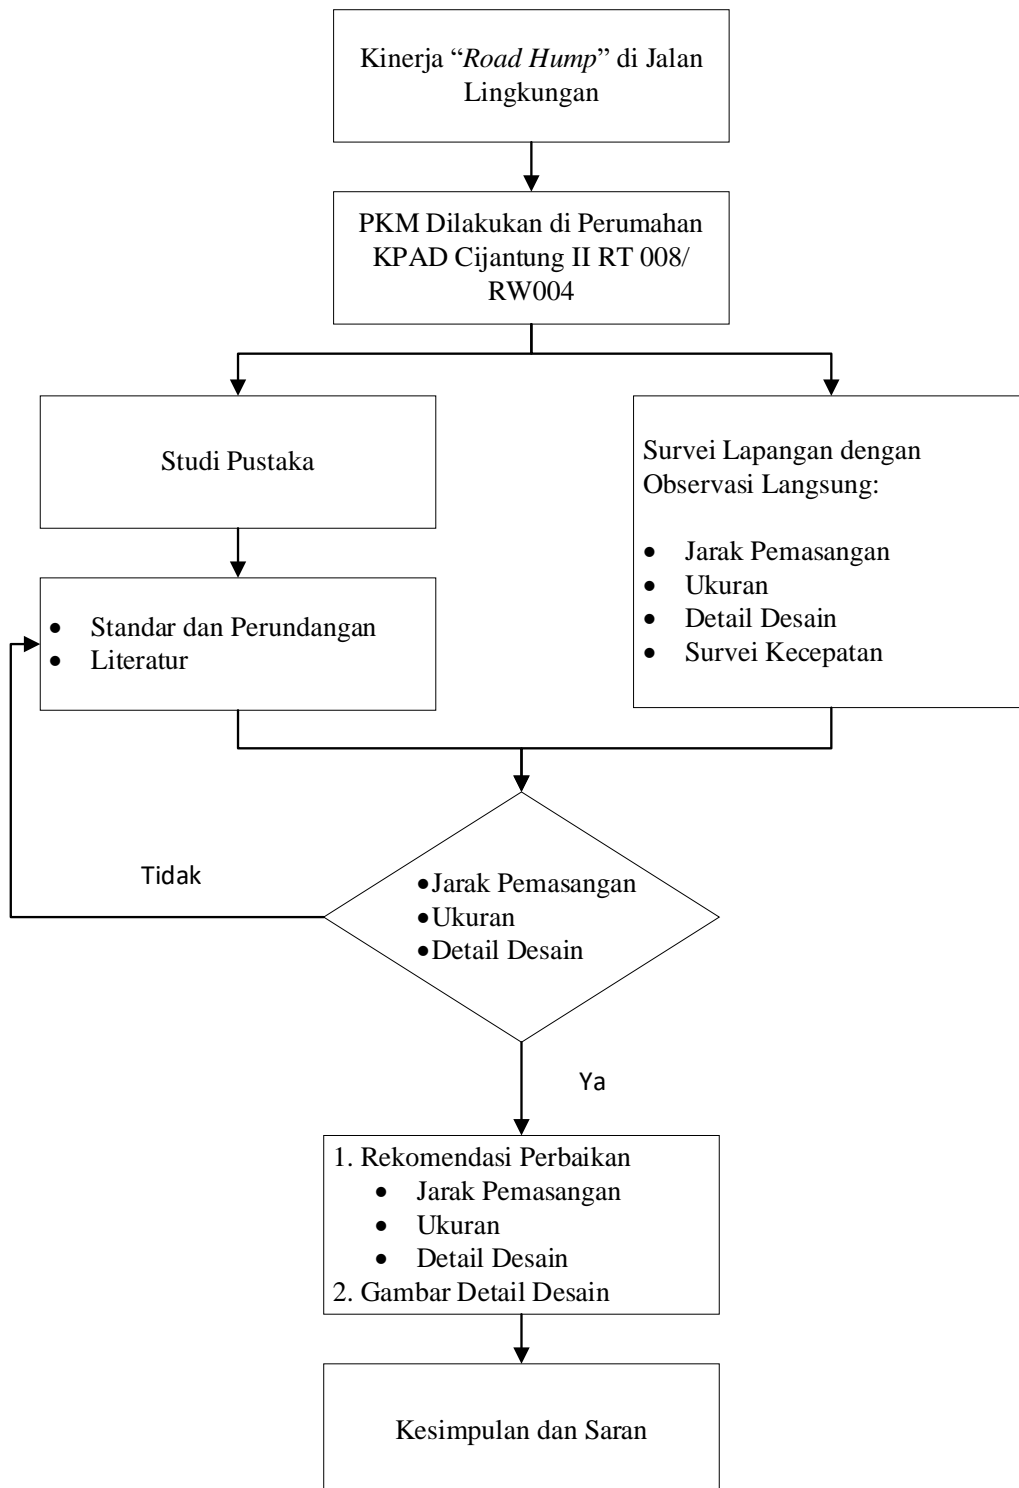 Kinerja “Road Hump” di Jalan
Lingkungan
PKM Dilakukan di Perumahan
KPAD Cijantung II RT 008/
RW004
Studi Pustaka
Survei Lapangan dengan
Observasi Langsung:
• Jarak Pemasangan
• Ukuran
• Detail Desain
• Survei Kecepatan
• Standar dan Perundangan
• Literatur
Tidak
•Jarak Pemasangan
•Ukuran
•Detail Desain
Ya
1. Rekomendasi Perbaikan
• Jarak Pemasangan
• Ukuran
• Detail Desain
2. Gambar Detail Desain
Kesimpulan dan Saran